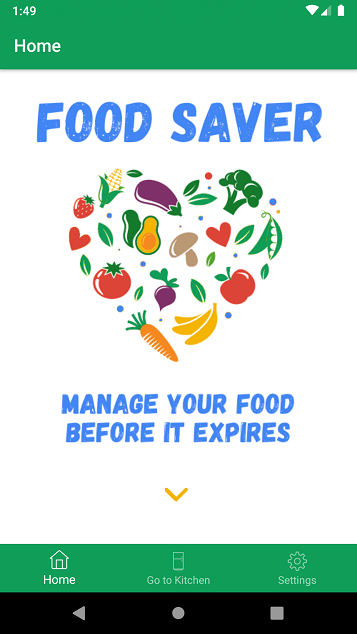 1:49
Home
FOOD SAVER
MANAGE YOUR FOOD
BEFORE IT EXPIRES
Home
Go to Kitchen
Settings